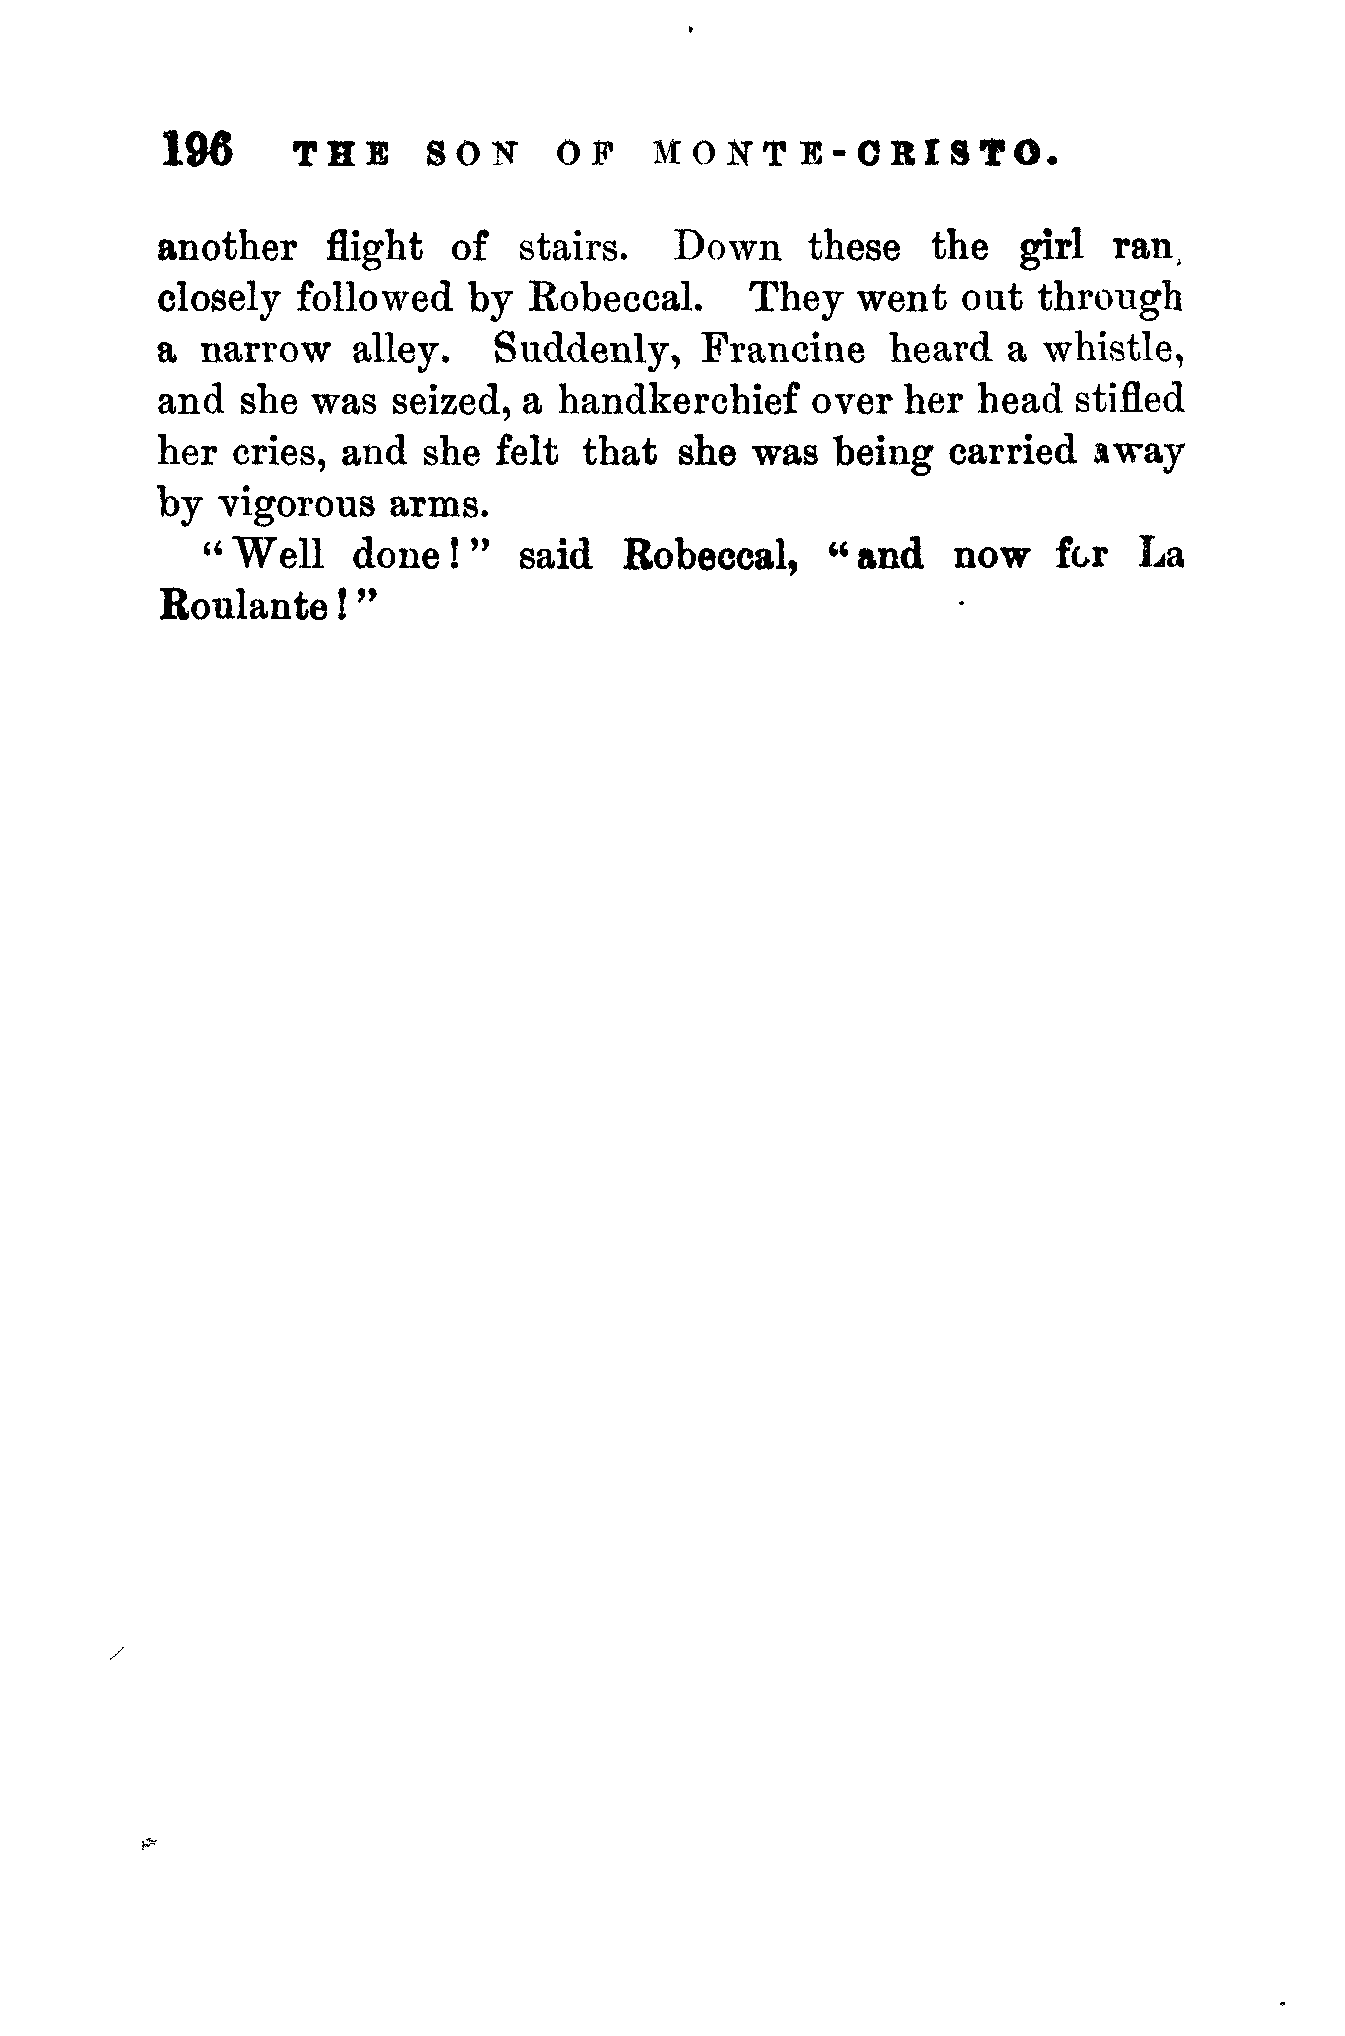 196 THE SON OF MONTE-CRISTO.
another flight of stairs. Down these the girl ran,
closely followed by Robeccal. They went out through
a narrow alley. Suddenly, Francine heard a whistle,
and she was seized, a handkerchief over her head stifled
her cries, and she felt that she was being carried away
by vigorous arms.
"Well done!" said Robeccal, "and now for La
Roulante!"